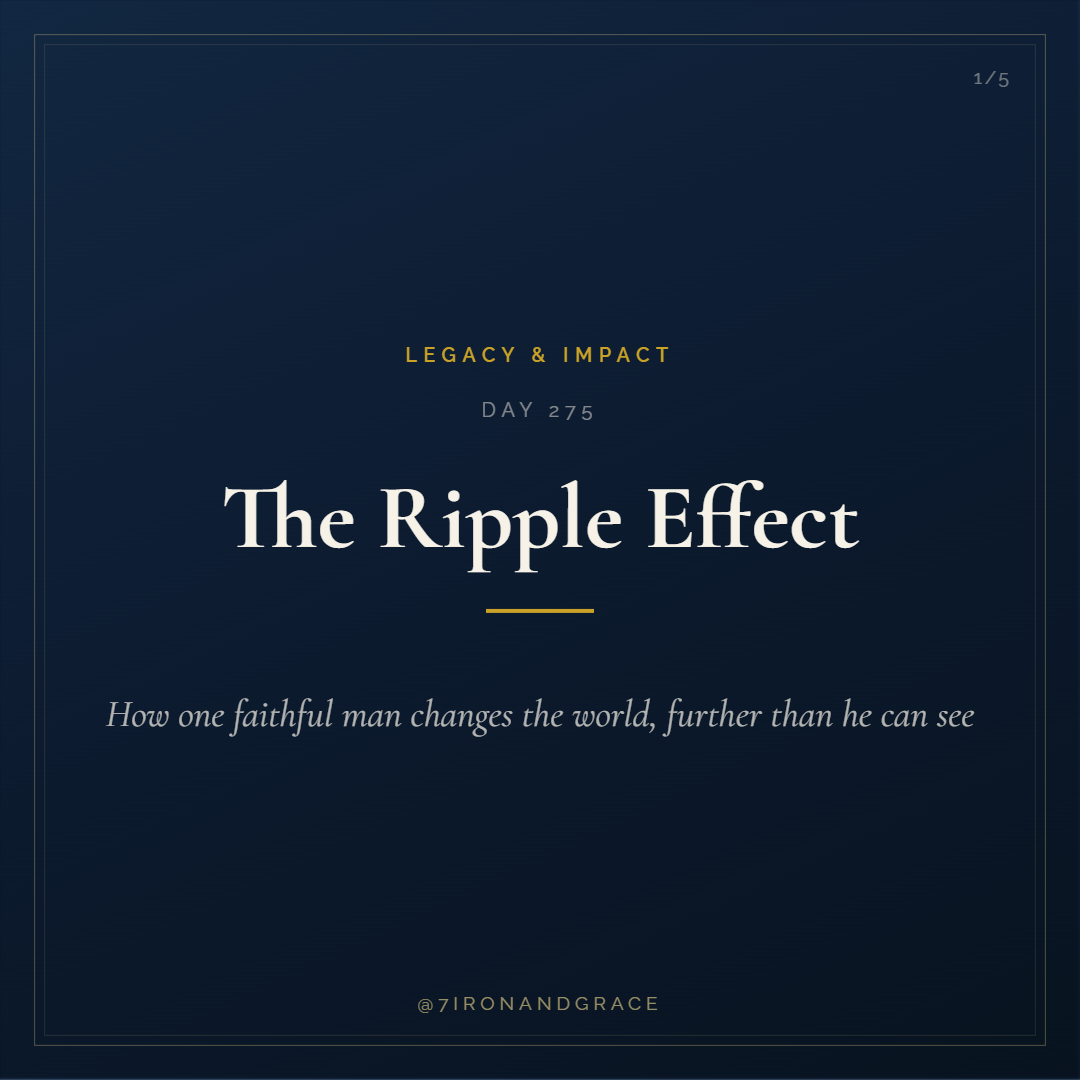 1/5
LEGACY & IMPACT
DAY 275
The Ripple Effect
How one faithful man changes the world, further than he can see
@7IRONANDGRACE